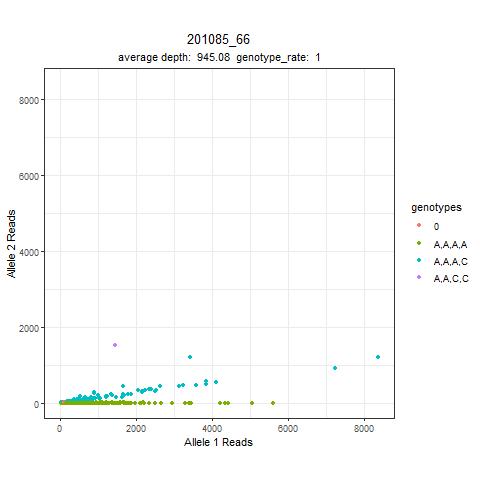 201085_66
average depth:  945.08  genotype_rate:  1
8000
6000
4000
2000
0
Allele 2 Reads
0
2000
4000
6000
8000
Allele 1 Reads
genotypes
0
A,A,A,A
A,A,A,C
A,A,C,C